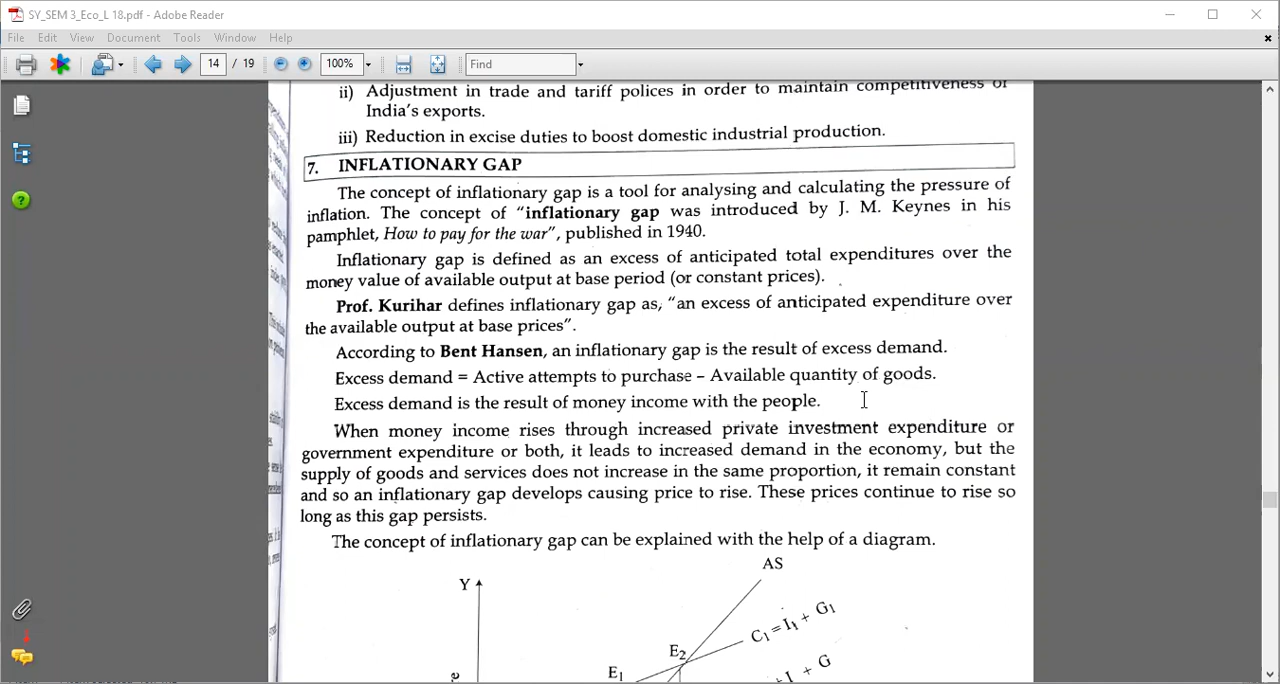 SY_SEM 3_Eco_L 18.pdf - Adobe Reader
File Edit View Document Tools Window Help
14 / 19 100% Find
ii) Adjustment in trade and tariff polices in order to maintain competitiveness of
India's exports.
iii) Reduction in excise duties to boost domestic industrial production.
7. INFLATIONARY GAP
The concept of inflationary gap is a tool for analysing and calculating the pressure of
inflation. The concept of "inflationary gap was introduced by J. M. Keynes in his
pamphlet, How to pay for the war", published in 1940.
Inflationary gap is defined as an excess of anticipated total expenditures over the
money value of available output at base period (or constant prices).
Prof. Kurihar defines inflationary gap as, "an excess of anticipated expenditure over
the available output at base prices".
According to Bent Hansen, an inflationary gap is the result of excess demand.
Excess demand = Active attempts to purchase – Available quantity of goods.
Excess demand is the result of money income with the people.
When money income rises through increased private investment expenditure or
government expenditure or both, it leads to increased demand in the economy, but the
supply of goods and services does not increase in the same proportion, it remain constant
and so an inflationary gap develops causing price to rise. These prices continue to rise so
long as this gap persists.
The concept of inflationary gap can be explained with the help of a diagram.
AS
Y
C₁ = I₁ + G₁
E₂
I + G
E₁